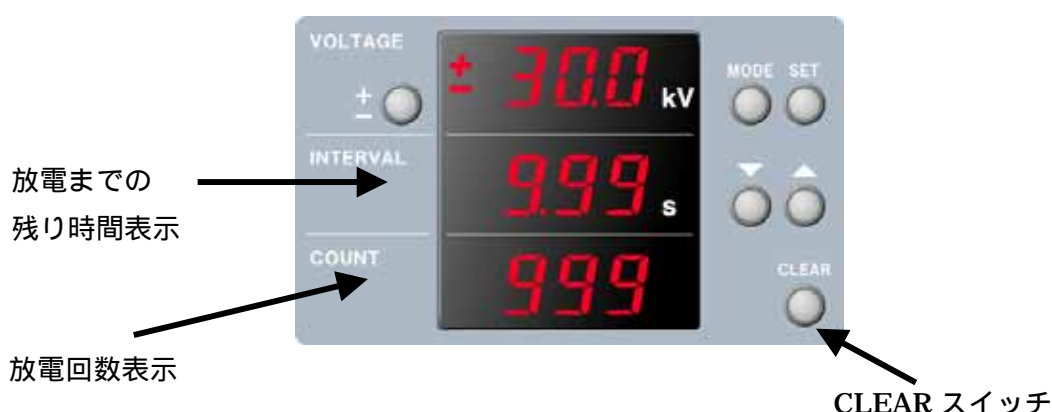 VOLTAGE
± 30.0 kV
MODE SET
±
INTERVAL
9.99 s
放電までの
残り時間表示
COUNT
999
CLEAR
放電回数表示
CLEAR スイッチ